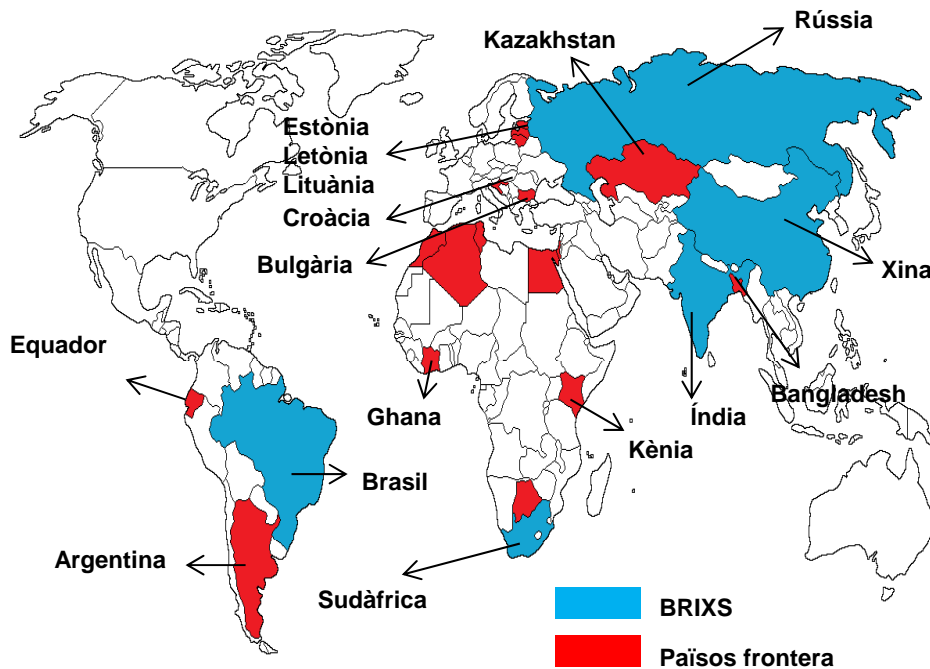 Rússia
Kazakhstan
Estònia
Letònia
Lituània
Croàcia
Bulgària
Xina
Equador
Bangladesh
Ghana
Índia
Kènia
Brasil
Argentina
Sudàfrica
BRIXS
Països frontera